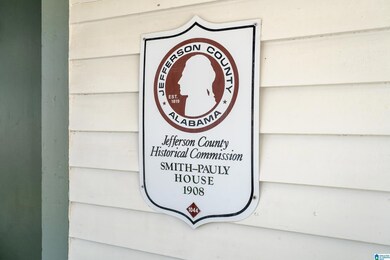 JEFFERSON COUNTY
EST.
1819
ALABAMA
Jefferson County
Historical Commission
SMITH-PAULY
HOUSE
1908